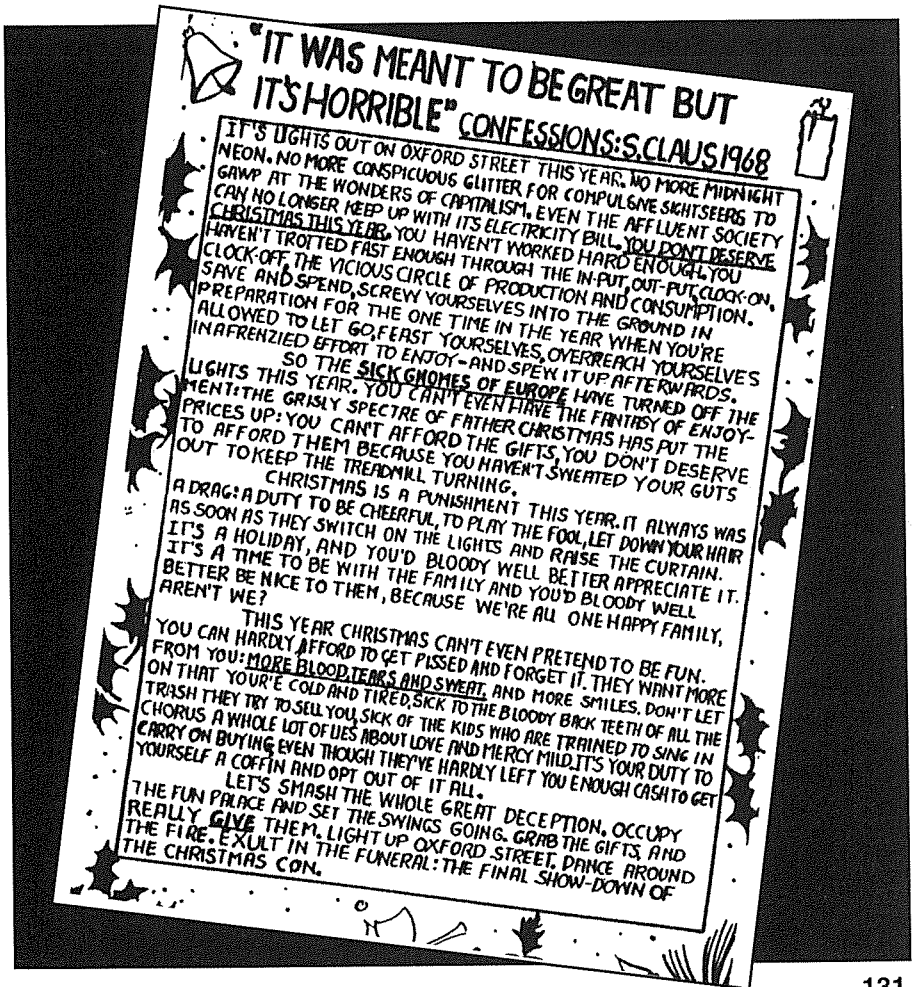 "IT WAS MEANT TO BE GREAT BUT
IT'S HORRIBLE" CONFESSIONS: S.CLAUS 1968
IT'S LIGHTS OUT ON OXFORD STREET THIS YEAR. NO MORE MIDNIGHT
NEON. NO MORE CONSPICUOUS GLITTER FOR COMPULSIVE SIGHTSEERS TO
GAWP AT THE WONDERS OF CAPITALISM. EVEN THE AFFLUENT SOCIETY
CAN NO LONGER KEEP UP WITH ITS ELECTRICITY BILL. YOU DON'T DESERVE
CHRISTMAS THIS YEAR. YOU HAVEN'T WORKED HARD ENOUGH. YOU
HAVEN'T TROTTED FAST ENOUGH THROUGH THE IN-PUT, OUT-PUT, CLOCK-ON,
CLOCK-OFF, THE VICIOUS CIRCLE OF PRODUCTION AND CONSUMPTION.
SAVE AND SPEND, SCREW YOURSELVES INTO THE GROUND IN
PREPARATION FOR THE ONE TIME IN THE YEAR WHEN YOU'RE
ALLOWED TO LET GO, FEAST YOURSELVES, OVERREACH YOURSELVES
IN A FRENZIED EFFORT TO ENJOY - AND SPEW IT UP AFTERWARDS.
SO THE SICK GNOMES OF EUROPE HAVE TURNED OFF THE
LIGHTS THIS YEAR. YOU CAN'T EVEN HAVE THE FANTASY OF ENJOY-
MENT: THE GRISLY SPECTRE OF FATHER CHRISTMAS HAS PUT THE
PRICES UP: YOU CAN'T AFFORD THE GIFTS, YOU DON'T DESERVE
TO AFFORD THEM BECAUSE YOU HAVEN'T SWEATED YOUR GUTS
OUT TO KEEP THE TREADMILL TURNING.
CHRISTMAS IS A PUNISHMENT THIS YEAR. IT ALWAYS WAS
A DRAG: A DUTY TO BE CHEERFUL, TO PLAY THE FOOL, LET DOWN YOUR HAIR
AS SOON AS THEY SWITCH ON THE LIGHTS AND RAISE THE CURTAIN.
IT'S A HOLIDAY, AND YOU'D BLOODY WELL BETTER APPRECIATE IT.
IT'S A TIME TO BE WITH THE FAMILY AND YOU'D BLOODY WELL
BETTER BE NICE TO THEM, BECAUSE WE'RE ALL ONE HAPPY FAMILY,
AREN'T WE?
THIS YEAR CHRISTMAS CAN'T EVEN PRETEND TO BE FUN.
YOU CAN HARDLY AFFORD TO GET PISSED AND FORGET IT. THEY WANT MORE
FROM YOU: MORE BLOOD, TEARS AND SWEAT, AND MORE SMILES. DON'T LET
ON THAT YOUR'E COLD AND TIRED, SICK TO THE BLOODY BACK TEETH OF ALL THE
TRASH THEY TRY TO SELL YOU, SICK OF THE KIDS WHO ARE TRAINED TO SING IN
CHORUS A WHOLE LOT OF LIES ABOUT LOVE AND MERCY MILD. IT'S YOUR DUTY TO
CARRY ON BUYING EVEN THOUGH THEY'VE HARDLY LEFT YOU ENOUGH CASH TO GET
YOURSELF A COFFIN AND OPT OUT OF IT ALL.
LET'S SMASH THE WHOLE GREAT DECEPTION. OCCUPY
THE FUN PALACE AND SET THE SWINGS GOING. GRAB THE GIFTS, AND
REALLY GIVE THEM. LIGHT UP OXFORD STREET, DANCE AROUND
THE FIRE. EXULT IN THE FUNERAL: THE FINAL SHOW-DOWN OF
THE CHRISTMAS CON.
131